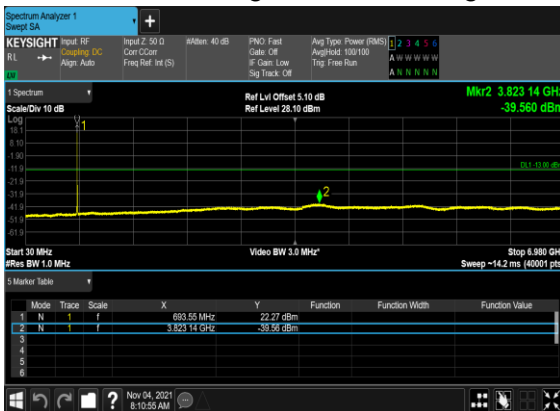 Spectrum Analyzer 1
Swept SA
KEYSIGHT
Input: RF
Input Z: 50 Ω
#Atten: 40 dB
PNO: Fast
Avg Type: Power (RMS)
1 2 3 4 5 6
RL
Coupling: DC
Corr CCorr
Gate: Off
Avg|Hold: 100/100
A W W W W W
Align: Auto
Freq Ref: Int (S)
IF Gain: Low
Trig: Free Run
Sig Track: Off
A N N N N N
LV
1 Spectrum
Ref Lvl Offset 5.10 dB
Mkr2 3.823 14 GHz
Scale/Div 10 dB
Ref Level 28.10 dBm
-39.560 dBm
Log
1
18.1
8.10
-1.90
-11.9
DL1 -13.00 dBm
-21.9
-31.9
2
-41.9
-51.9
-61.9
Start 30 MHz
Video BW 3.0 MHz*
Stop 6.980 GHz
#Res BW 1.0 MHz
Sweep ~14.2 ms (40001 pts)
5 Marker Table
Mode Trace Scale X Y Function Function Width Function Value
1 N 1 f 693.55 MHz 22.27 dBm
2 N 1 f 3.823 14 GHz -39.56 dBm
3
4
5
6
?
Nov 04, 2021
8:10:55 AM